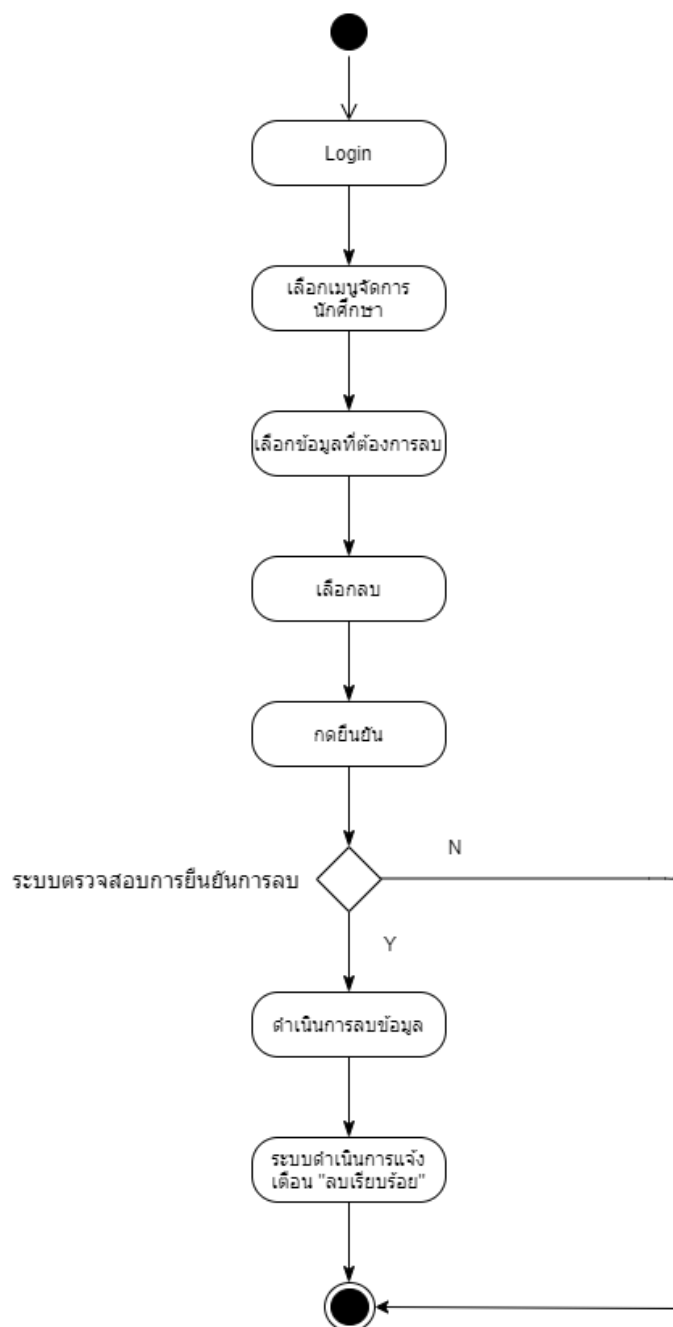 Login
เลือกเมนูจัดการ
นักศึกษา
เลือกข้อมูลที่ต้องการลบ
เลือกลบ
กดยืนยัน
N
ระบบตรวจสอบการยืนยันการลบ
Y
ดำเนินการลบข้อมูล
ระบบดำเนินการแจ้ง
เตือน "ลบเรียบร้อย"